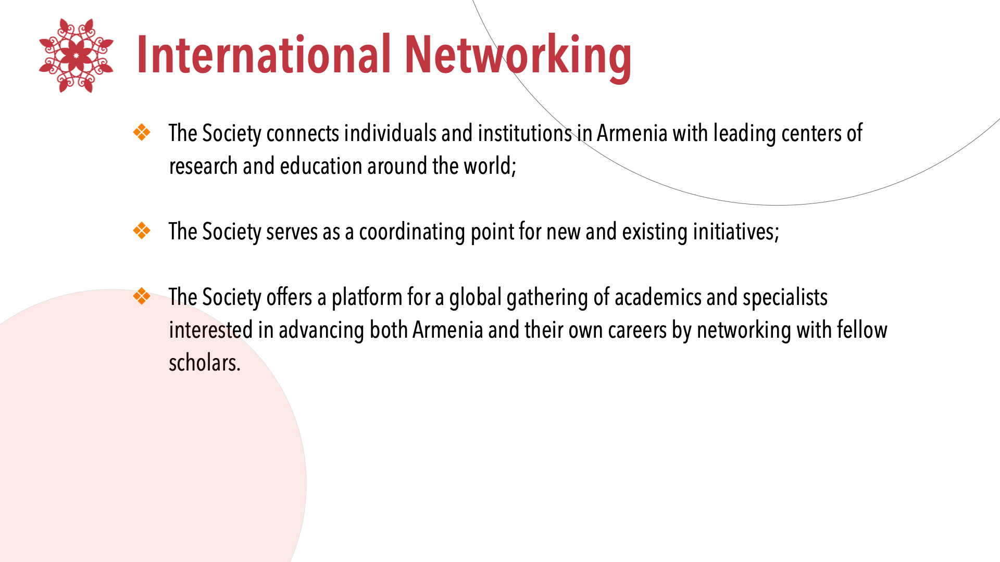 International Networking
❖ The Society connects individuals and institutions in Armenia with leading centers of
research and education around the world;
❖ The Society serves as a coordinating point for new and existing initiatives;
❖ The Society offers a platform for a global gathering of academics and specialists
interested in advancing both Armenia and their own careers by networking with fellow
scholars.